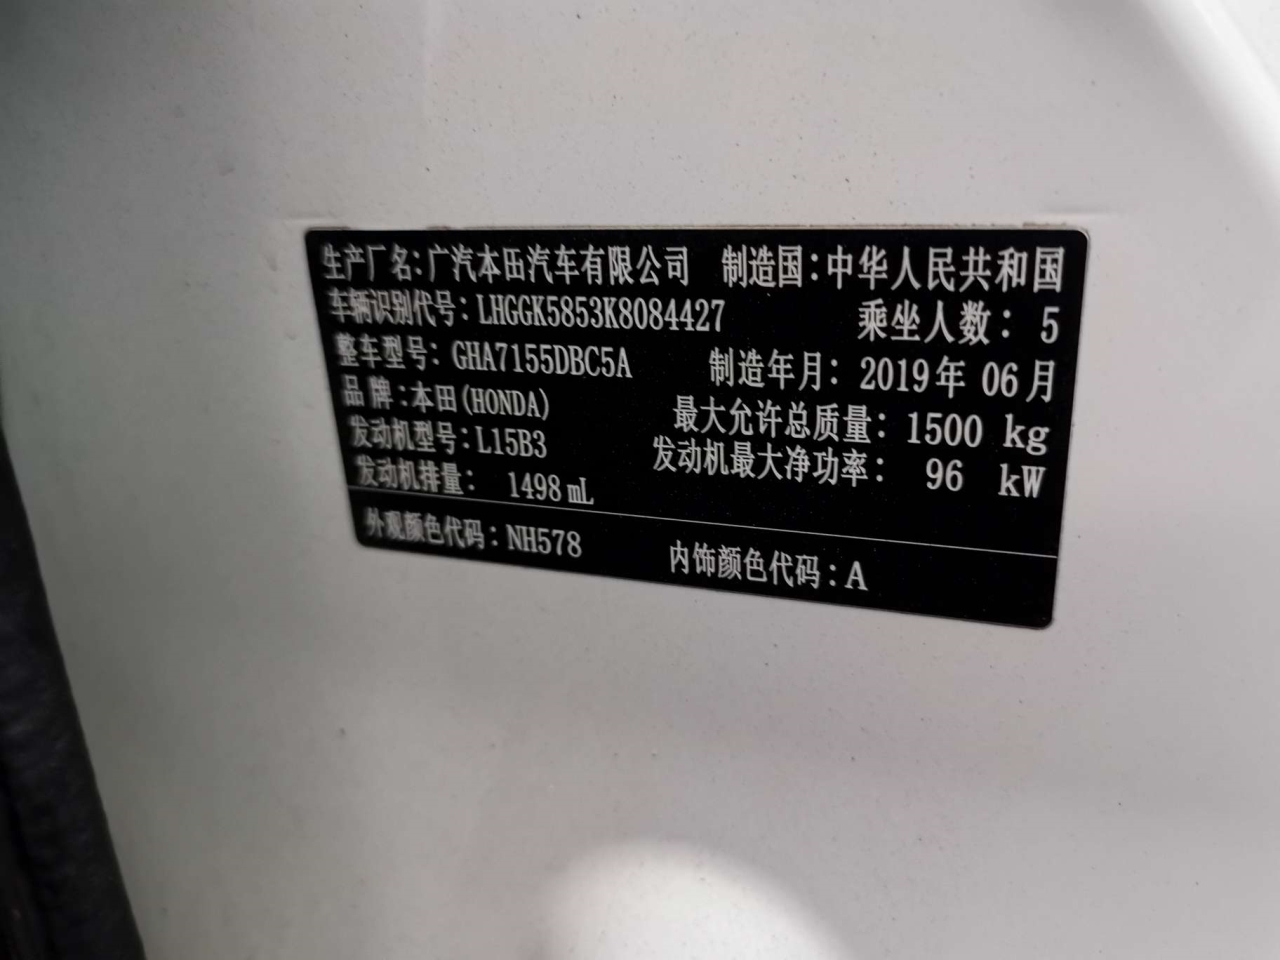 生产厂名:广汽本田汽车有限公司 制造国:中华人民共和国
车辆识别代号:LHGGK5853K8084427 乘坐人数:5
整车型号:GHA7155DBC5A 制造年月:2019年06月
品牌:本田(HONDA) 最大允许总质量:1500 kg
发动机型号:L15B3 发动机最大净功率:96 kW
发动机排量:1498 mL
外观颜色代码:NH578 内饰颜色代码:A